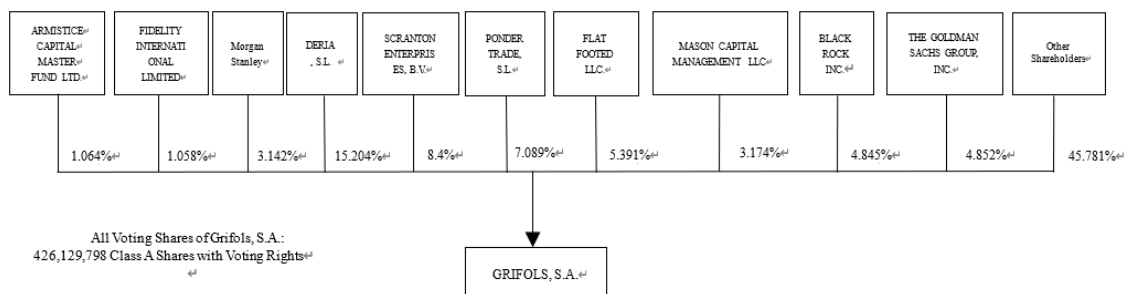 ARMISTICE↵
CAPITAL↵
MASTER
FUND LTD.
FIDELITY
INTERNATI
ONAL
LIMITED↵
Morgan
Stanley↵
DERIA
, S.L. ↵
SCRANTON
ENTERPRIS
ES, B.V.↵
PONDER
TRADE,
S.L.↵
FLAT
FOOTED
LLC.↵
MASON CAPITAL
MANAGEMENT LLC↵
BLACK
ROCK
INC.↵
THE GOLDMAN
SACHS GROUP,
INC.↵
Other
Shareholders↵
1.064%↵
1.058%↵
3.142%↵
15.204%↵
8.4%↵
7.089%↵
5.391%↵
3.174%↵
4.845%↵
4.852%↵
45.781%↵
All Voting Shares of Grifols, S.A.:
426,129,798 Class A Shares with Voting Rights↵
↵
GRIFOLS, S.A.↵